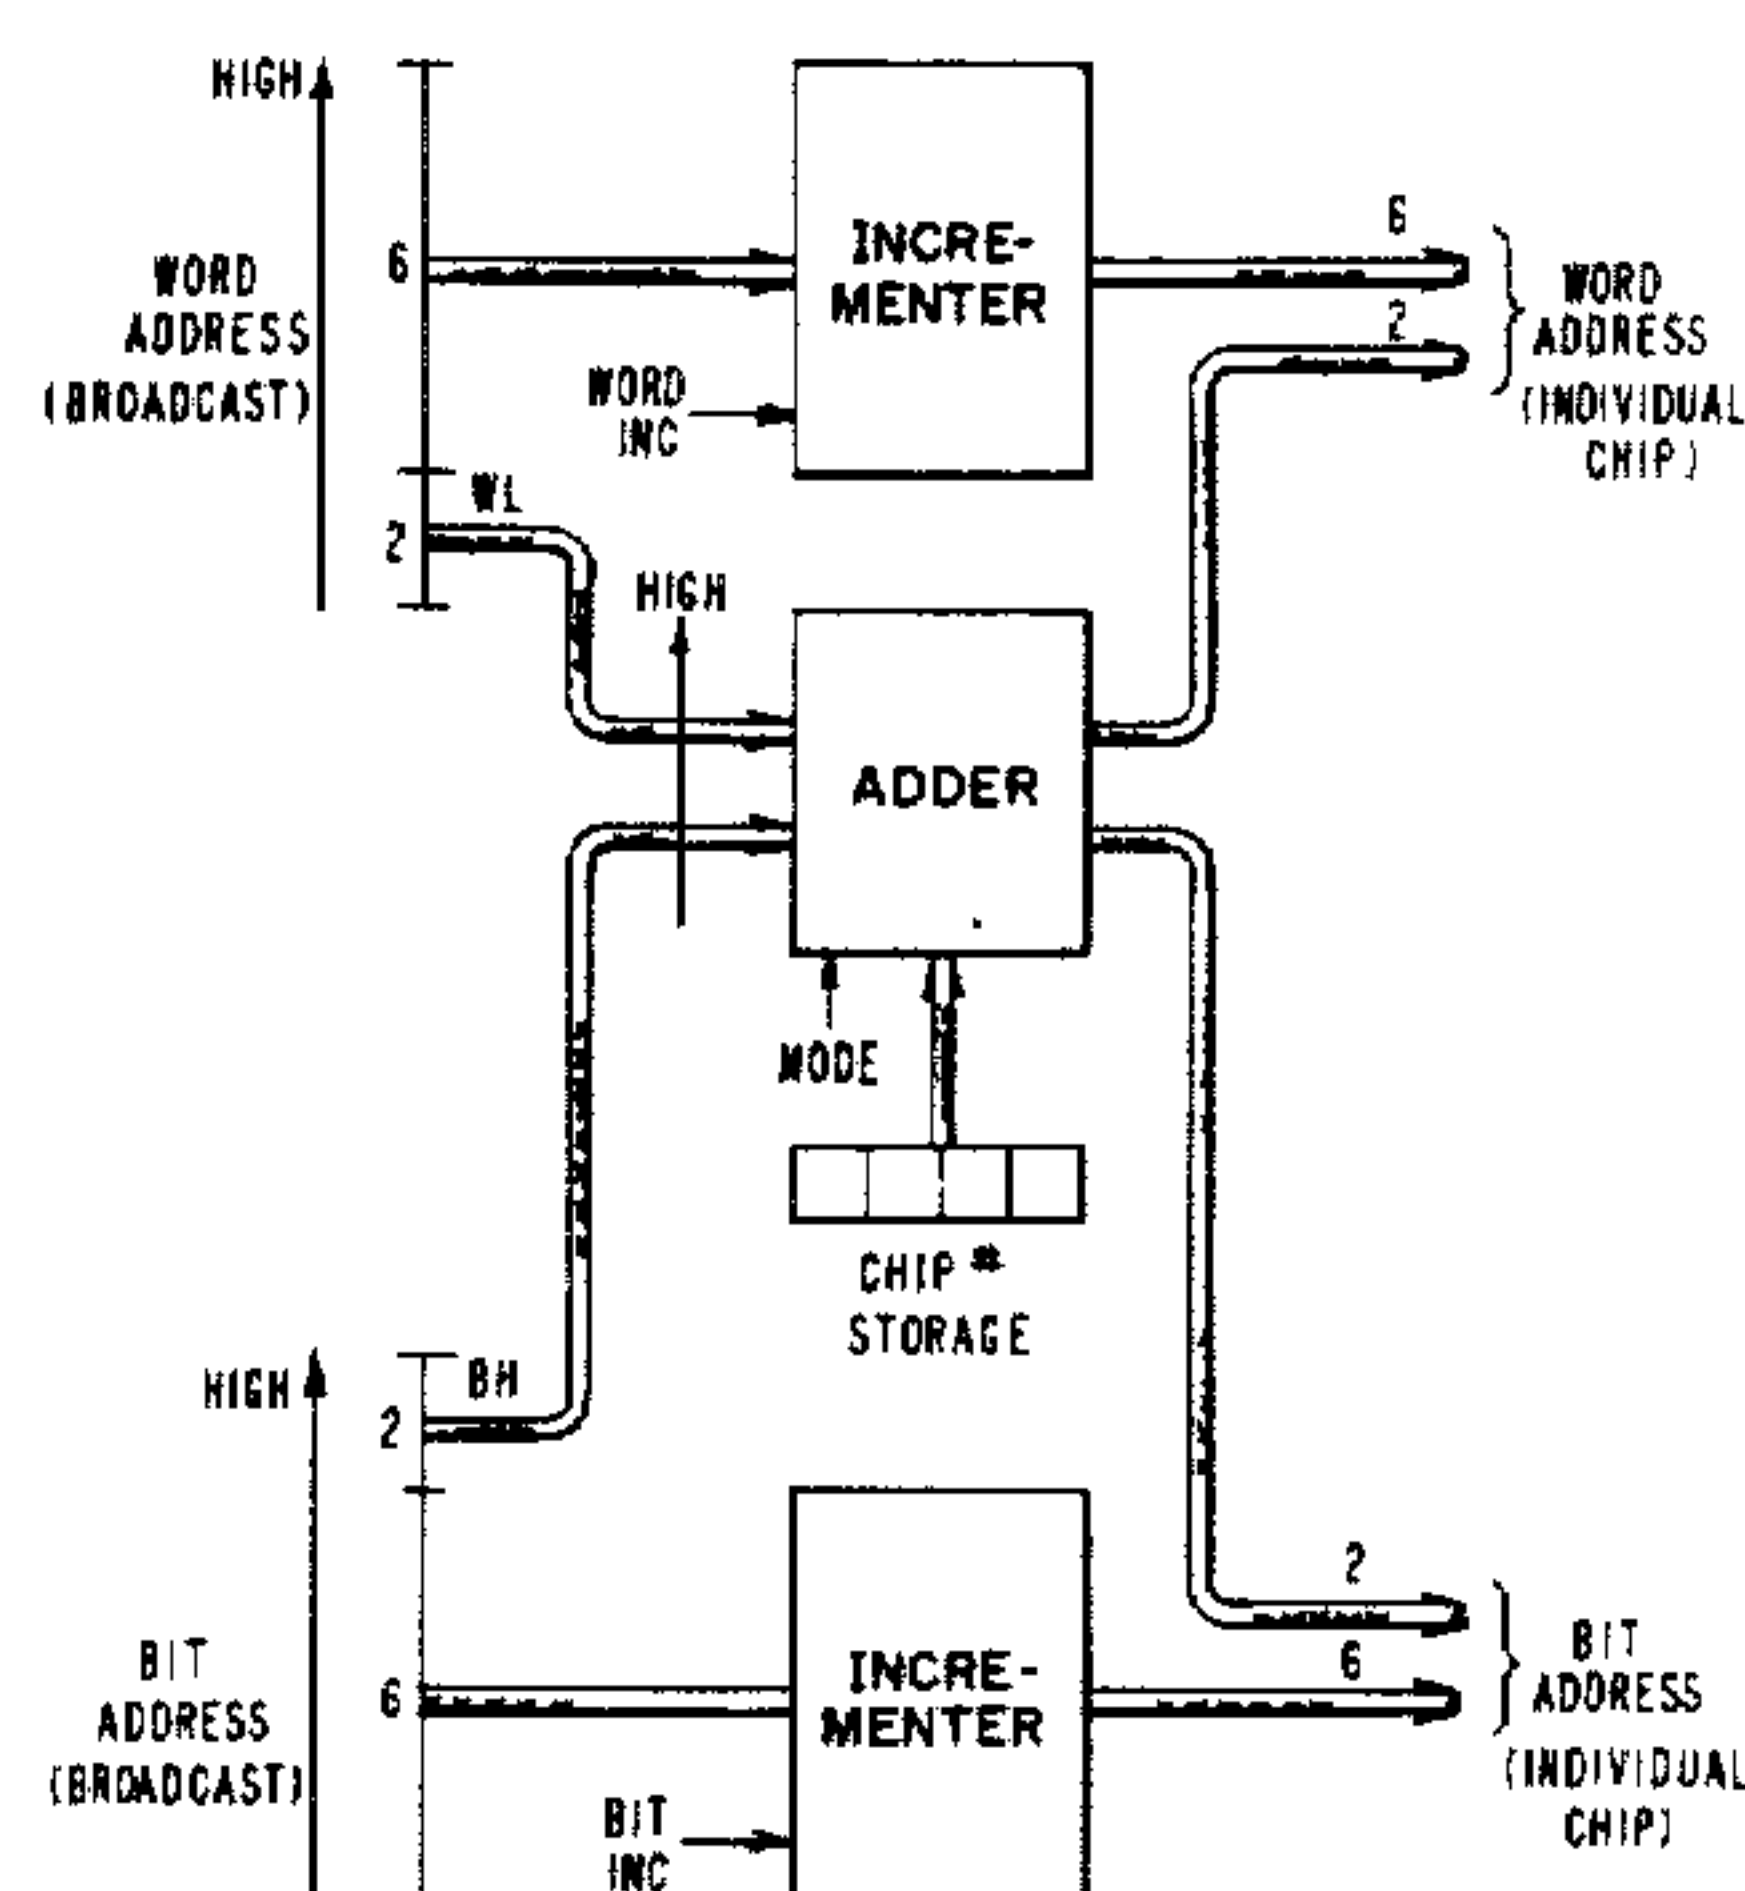 HIGH
6
INCRE-
MENTER
6
WORD
ADDRESS
(BROADCAST)
2
WORD
ADDRESS
(INDIVIDUAL
CHIP)
WORD
INC
WL
2
HIGH
ADDER
MODE
CHIP #
STORAGE
HIGH
BH
2
2
BIT
ADDRESS
(BROADCAST)
6
INCRE-
MENTER
6
BIT
ADDRESS
(INDIVIDUAL
CHIP)
BIT
INC